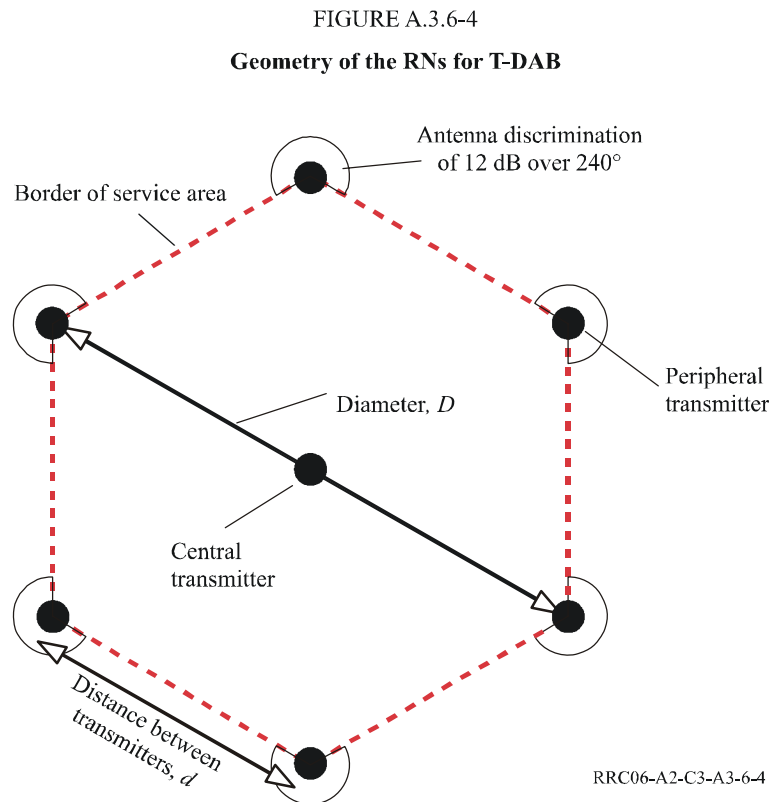 FIGURE A.3.6-4
Geometry of the RNs for T-DAB
Antenna discrimination
of 12 dB over 240°
Border of service area
Peripheral
transmitter
Diameter, D
Central
transmitter
Distance between
transmitters, d
RRC06-A2-C3-A3-6-4